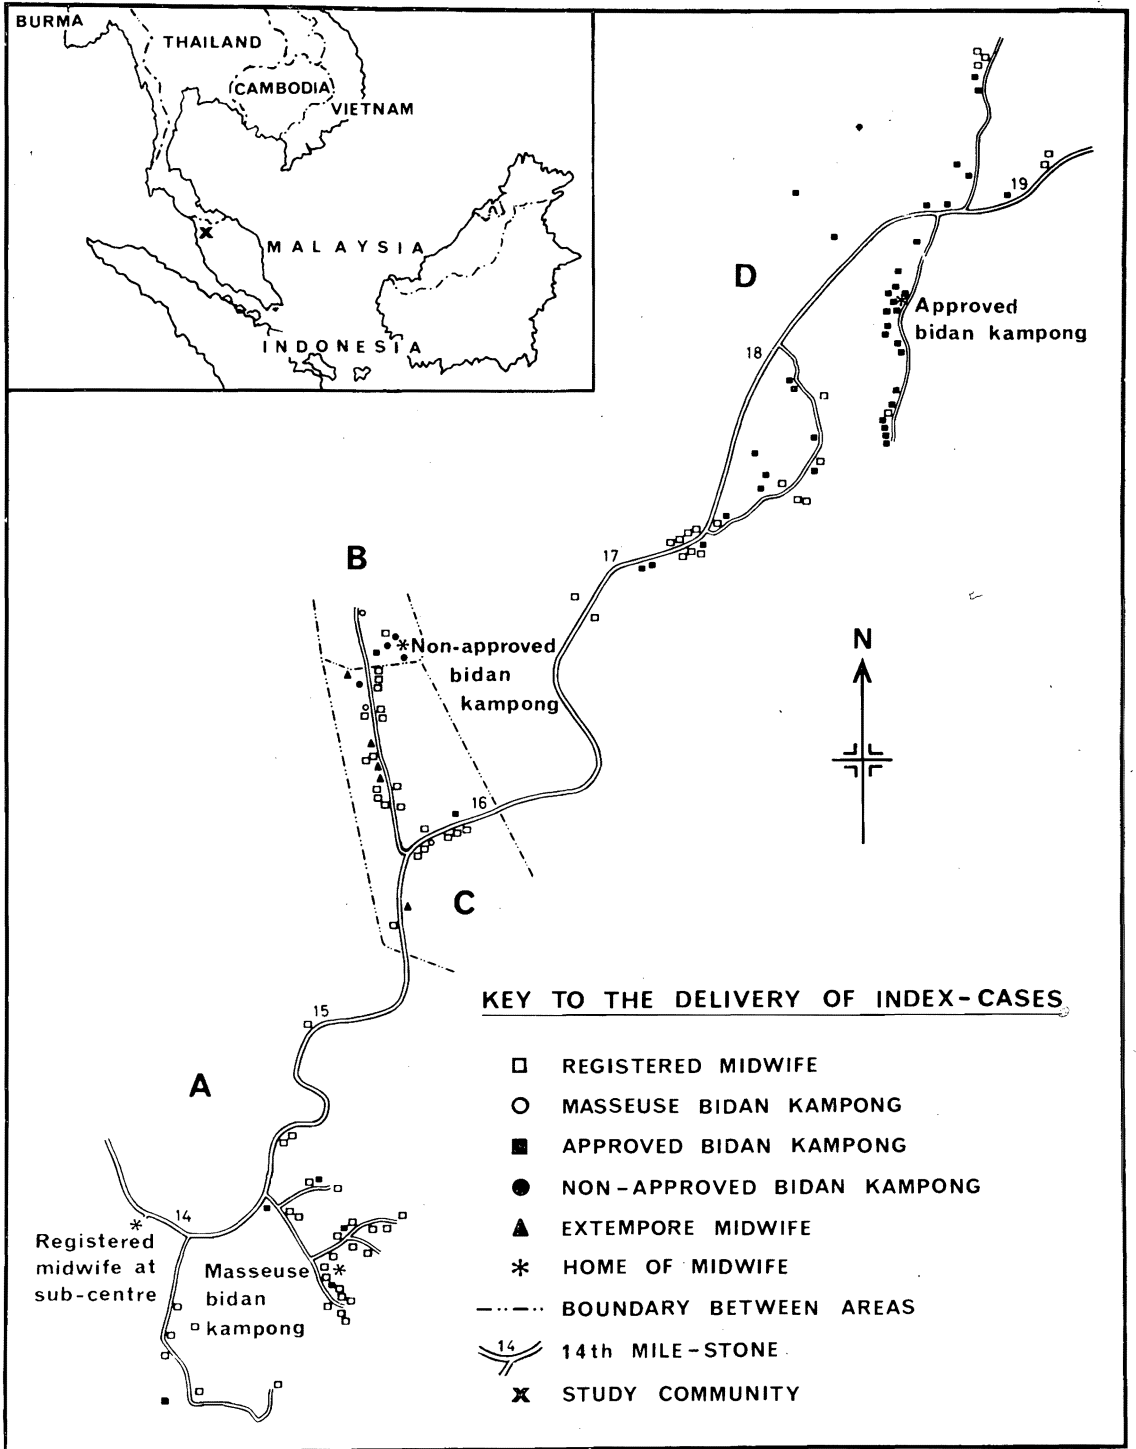 BURMA
THAILAND
CAMBODIA
VIETNAM
MALAYSIA
INDONESIA
19
D
Approved
bidan kampong
18
17
B
N
Non-approved
bidan
kampong
16
C
15
A
14
Registered
midwife at
sub-centre
Masseuse
bidan
kampong
KEY TO THE DELIVERY OF INDEX-CASES
REGISTERED MIDWIFE
MASSEUSE BIDAN KAMPONG
APPROVED BIDAN KAMPONG
NON-APPROVED BIDAN KAMPONG
EXTEMPORE MIDWIFE
HOME OF MIDWIFE
BOUNDARY BETWEEN AREAS
14 14th MILE-STONE
STUDY COMMUNITY